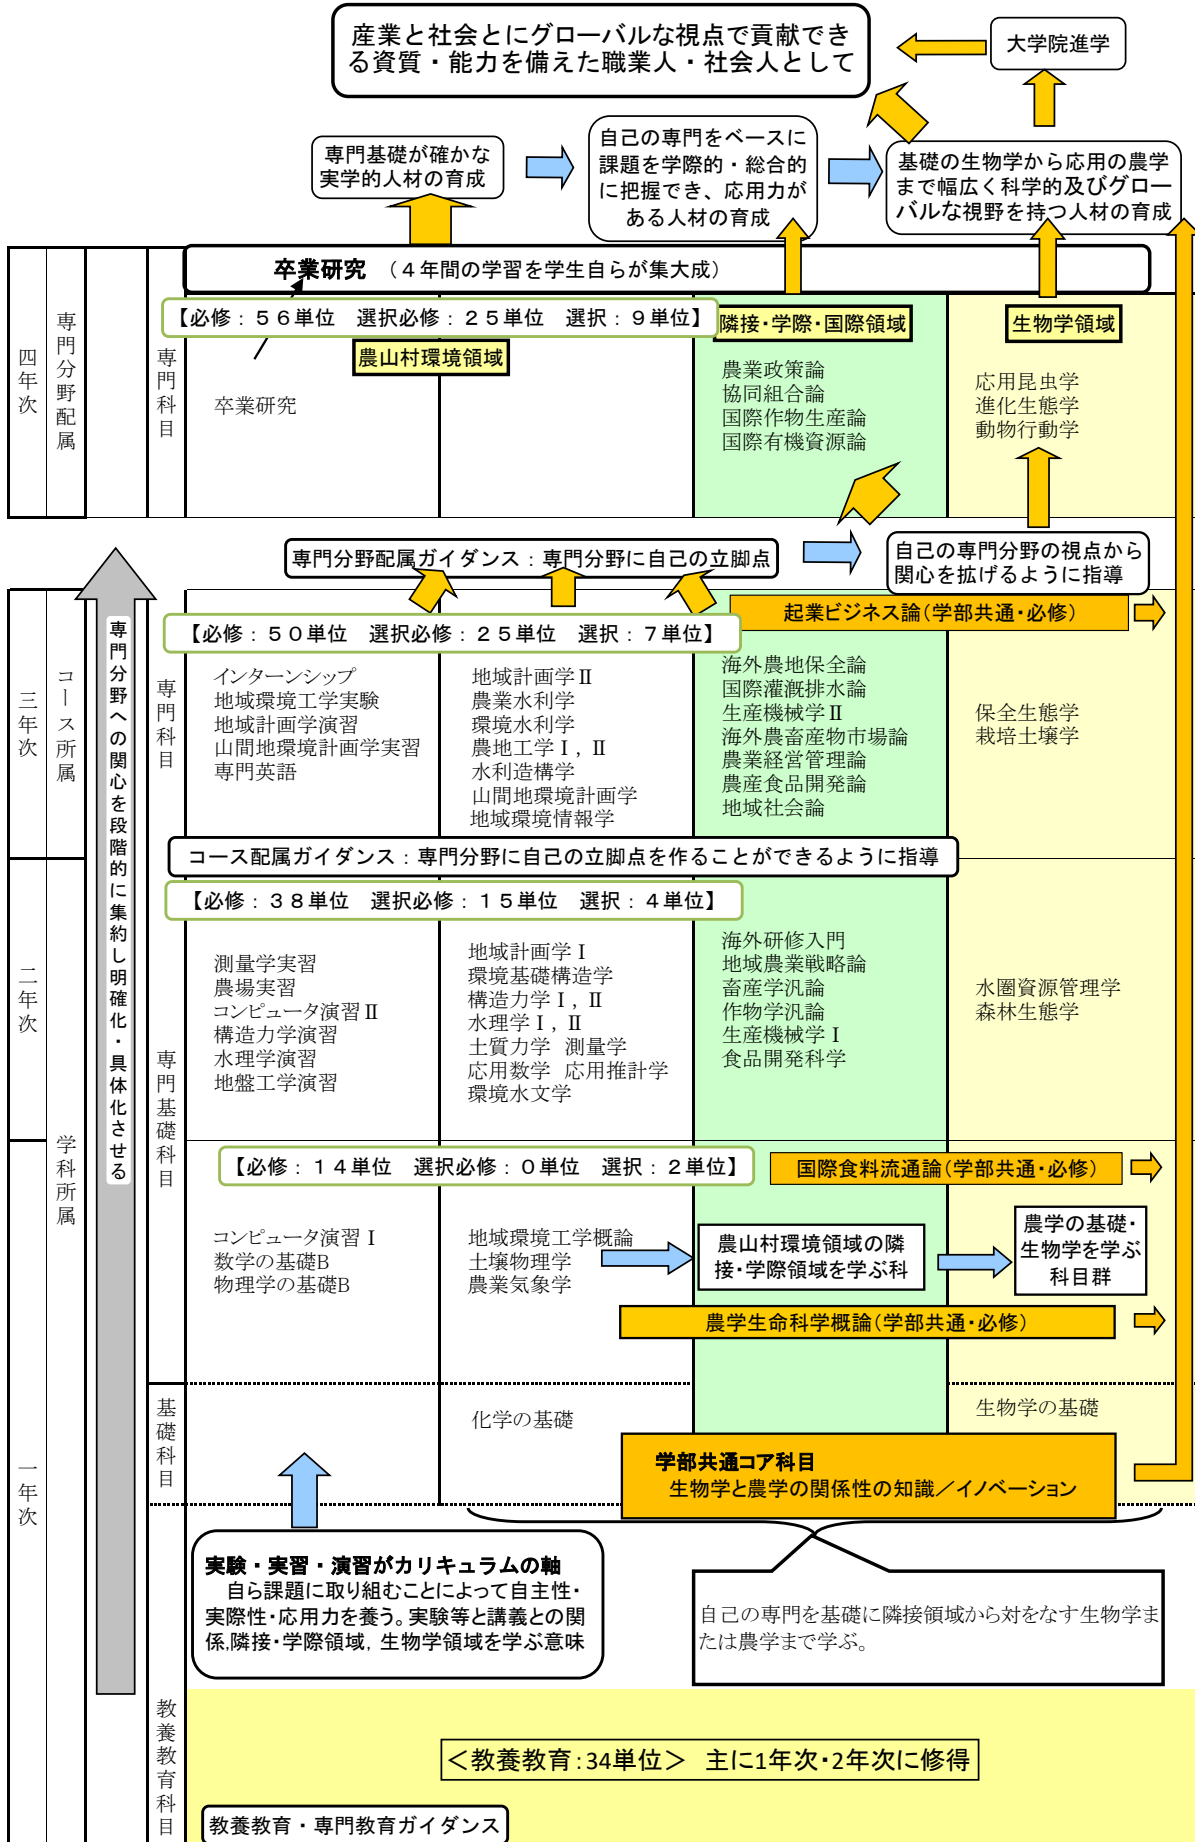 産業と社会とにグローバルな視点で貢献でき
る資質・能力を備えた職業人・社会人として
大学院進学
専門基礎が確かな
実学的人材の育成
自己の専門をベースに
課題を学際的・総合的
に把握でき、応用力が
ある人材の育成
基礎の生物学から応用の農学
まで幅広く科学的及びグロー
バルな視野を持つ人材の育成
四年次
専門分野配属
専門科目
卒業研究 （４年間の学習を学生自らが集大成）
【必修：５６単位　選択必修：２５単位　選択：９単位】
農山村環境領域
隣接・学際・国際領域
生物学領域
卒業研究
農業政策論
協同組合論
国際作物生産論
国際有機資源論
応用昆虫学
進化生態学
動物行動学
専門分野配属ガイダンス：専門分野に自己の立脚点
自己の専門分野の視点から
関心を拡げるように指導
専門分野への関心を段階的に集約し明確化・具体化させる
三年次
コース所属
専門科目
【必修：５０単位　選択必修：２５単位　選択：７単位】
起業ビジネス論(学部共通・必修)
インターンシップ
地域環境工学実験
地域計画学演習
山間地環境計画学実習
専門英語
地域計画学Ⅱ
農業水利学
環境水利学
農地工学Ⅰ，Ⅱ
水利造構学
山間地環境計画学
地域環境情報学
海外農地保全論
国際灌漑排水論
生産機械学Ⅱ
海外農畜産物市場論
農業経営管理論
農産食品開発論
地域社会論
保全生態学
栽培土壌学
コース配属ガイダンス：専門分野に自己の立脚点を作ることができるように指導
【必修：３８単位　選択必修：１５単位　選択：４単位】
二年次
学科所属
専門基礎科目
測量学実習
農場実習
コンピュータ演習Ⅱ
構造力学演習
水理学演習
地盤工学演習
地域計画学Ⅰ
環境基礎構造学
構造力学Ⅰ，Ⅱ
水理学Ⅰ，Ⅱ
土質力学 測量学
応用数学 応用推計学
環境水文学
海外研修入門
地域農業戦略論
畜産学汎論
作物学汎論
生産機械学Ⅰ
食品開発科学
水圏資源管理学
森林生態学
【必修：１４単位　選択必修：０単位　選択：２単位】
国際食料流通論(学部共通・必修)
コンピュータ演習Ⅰ
数学の基礎B
物理学の基礎B
地域環境工学概論
土壌物理学
農業気象学
農山村環境領域の隣
接・学際領域を学ぶ科
農学の基礎・
生物学を学ぶ
科目群
農学生命科学概論(学部共通・必修)
一年次
基礎科目
化学の基礎
生物学の基礎
学部共通コア科目
生物学と農学の関係性の知識／イノベーション
実験・実習・演習がカリキュラムの軸
自ら課題に取り組むことによって自主性・
実際性・応用力を養う。実験等と講義との関
係,隣接・学際領域，生物学領域を学ぶ意味
自己の専門を基礎に隣接領域から対をなす生物学ま
たは農学まで学ぶ。
教養教育科目
＜教養教育：34単位＞　主に1年次・2年次に修得
教養教育・専門教育ガイダンス